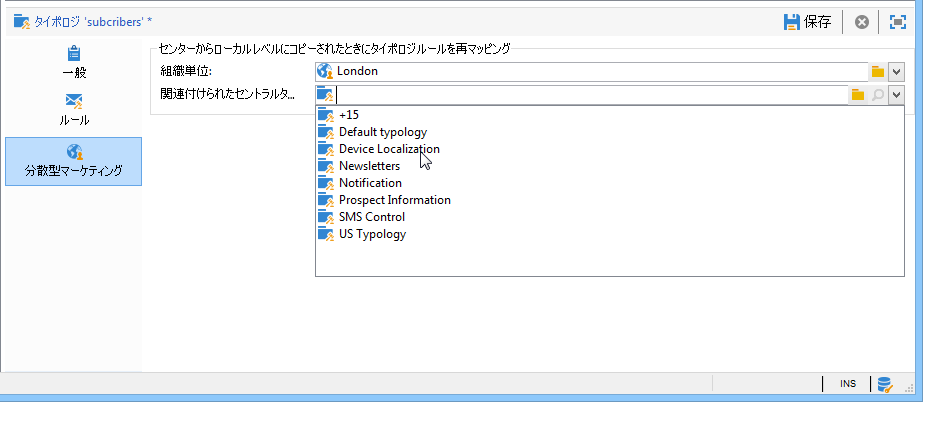 タイポロジ 'subcribers' *
保存
一般
ルール
分散型マーケティング
センターからローカルレベルにコピーされたときにタイポロジルールを再マッピング
組織単位:
London
関連付けられたセントラルタ...
+15
Default typology
Device Localization
Newsletters
Notification
Prospect Information
SMS Control
US Typology
INS